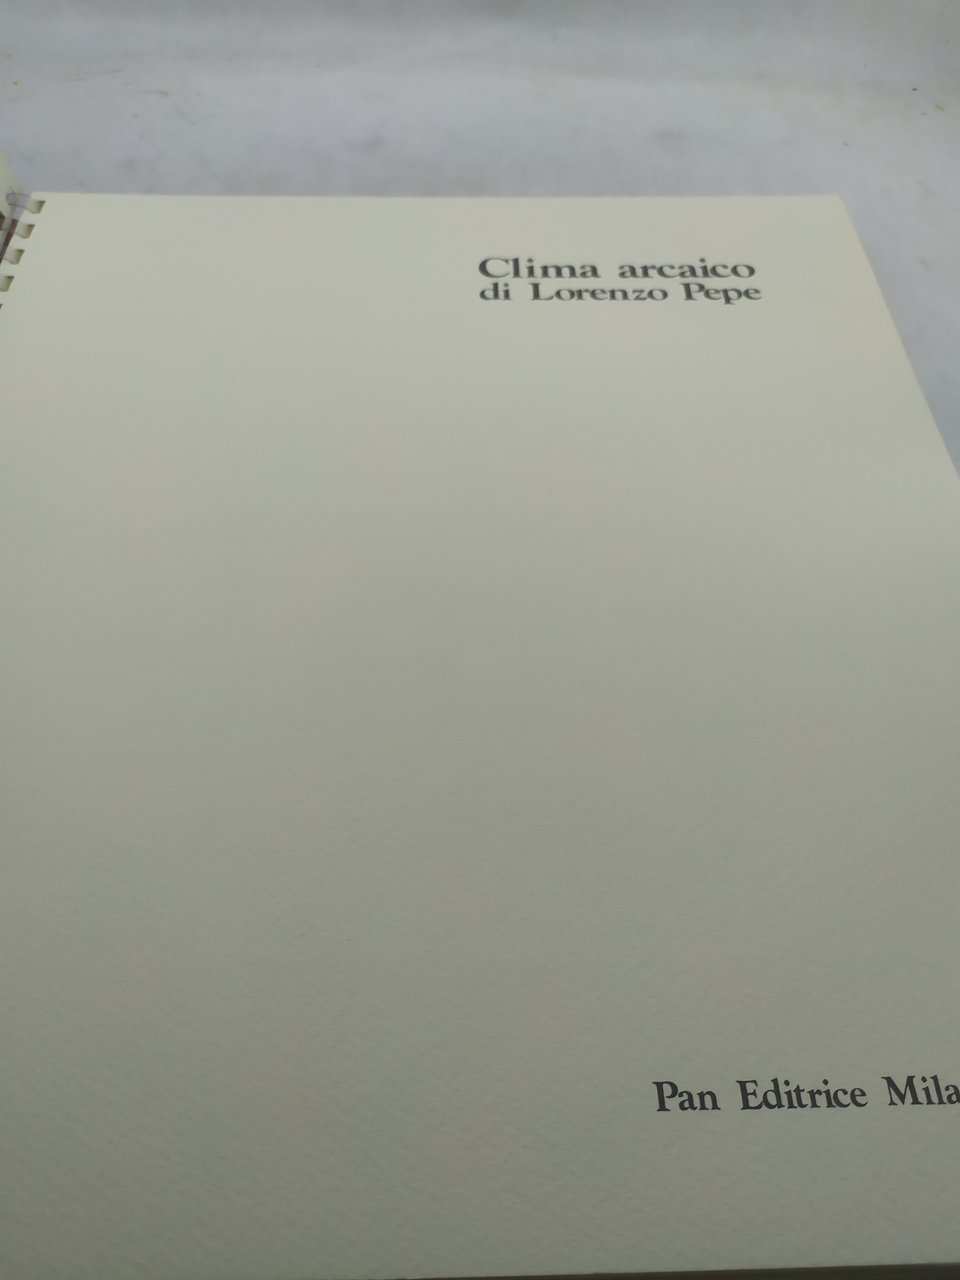 Clima arcaico
di Lorenzo Pepe
Pan Editrice Mila